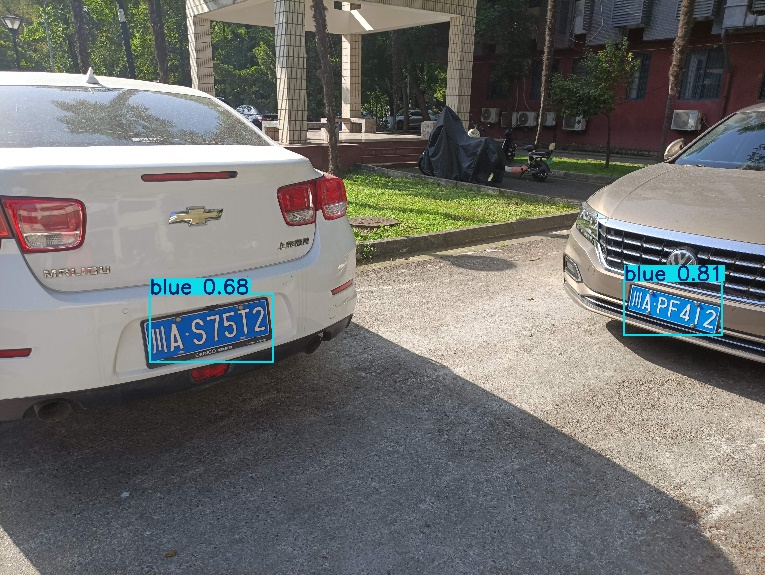 MALIBU
blue 0.68
川A·S75T2
blue 0.81
川A·PF412